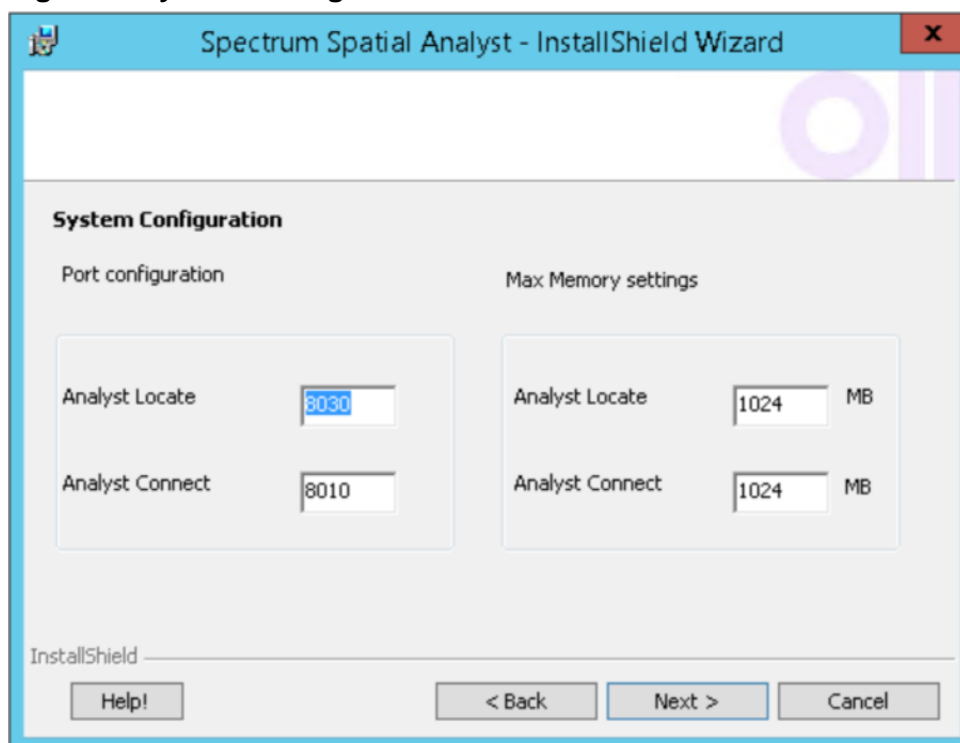 Spectrum Spatial Analyst - InstallShield Wizard
x
System Configuration
Port configuration
Max Memory settings
Analyst Locate 8030
Analyst Locate 1024 MB
Analyst Connect 8010
Analyst Connect 1024 MB
InstallShield
Help! < Back Next > Cancel